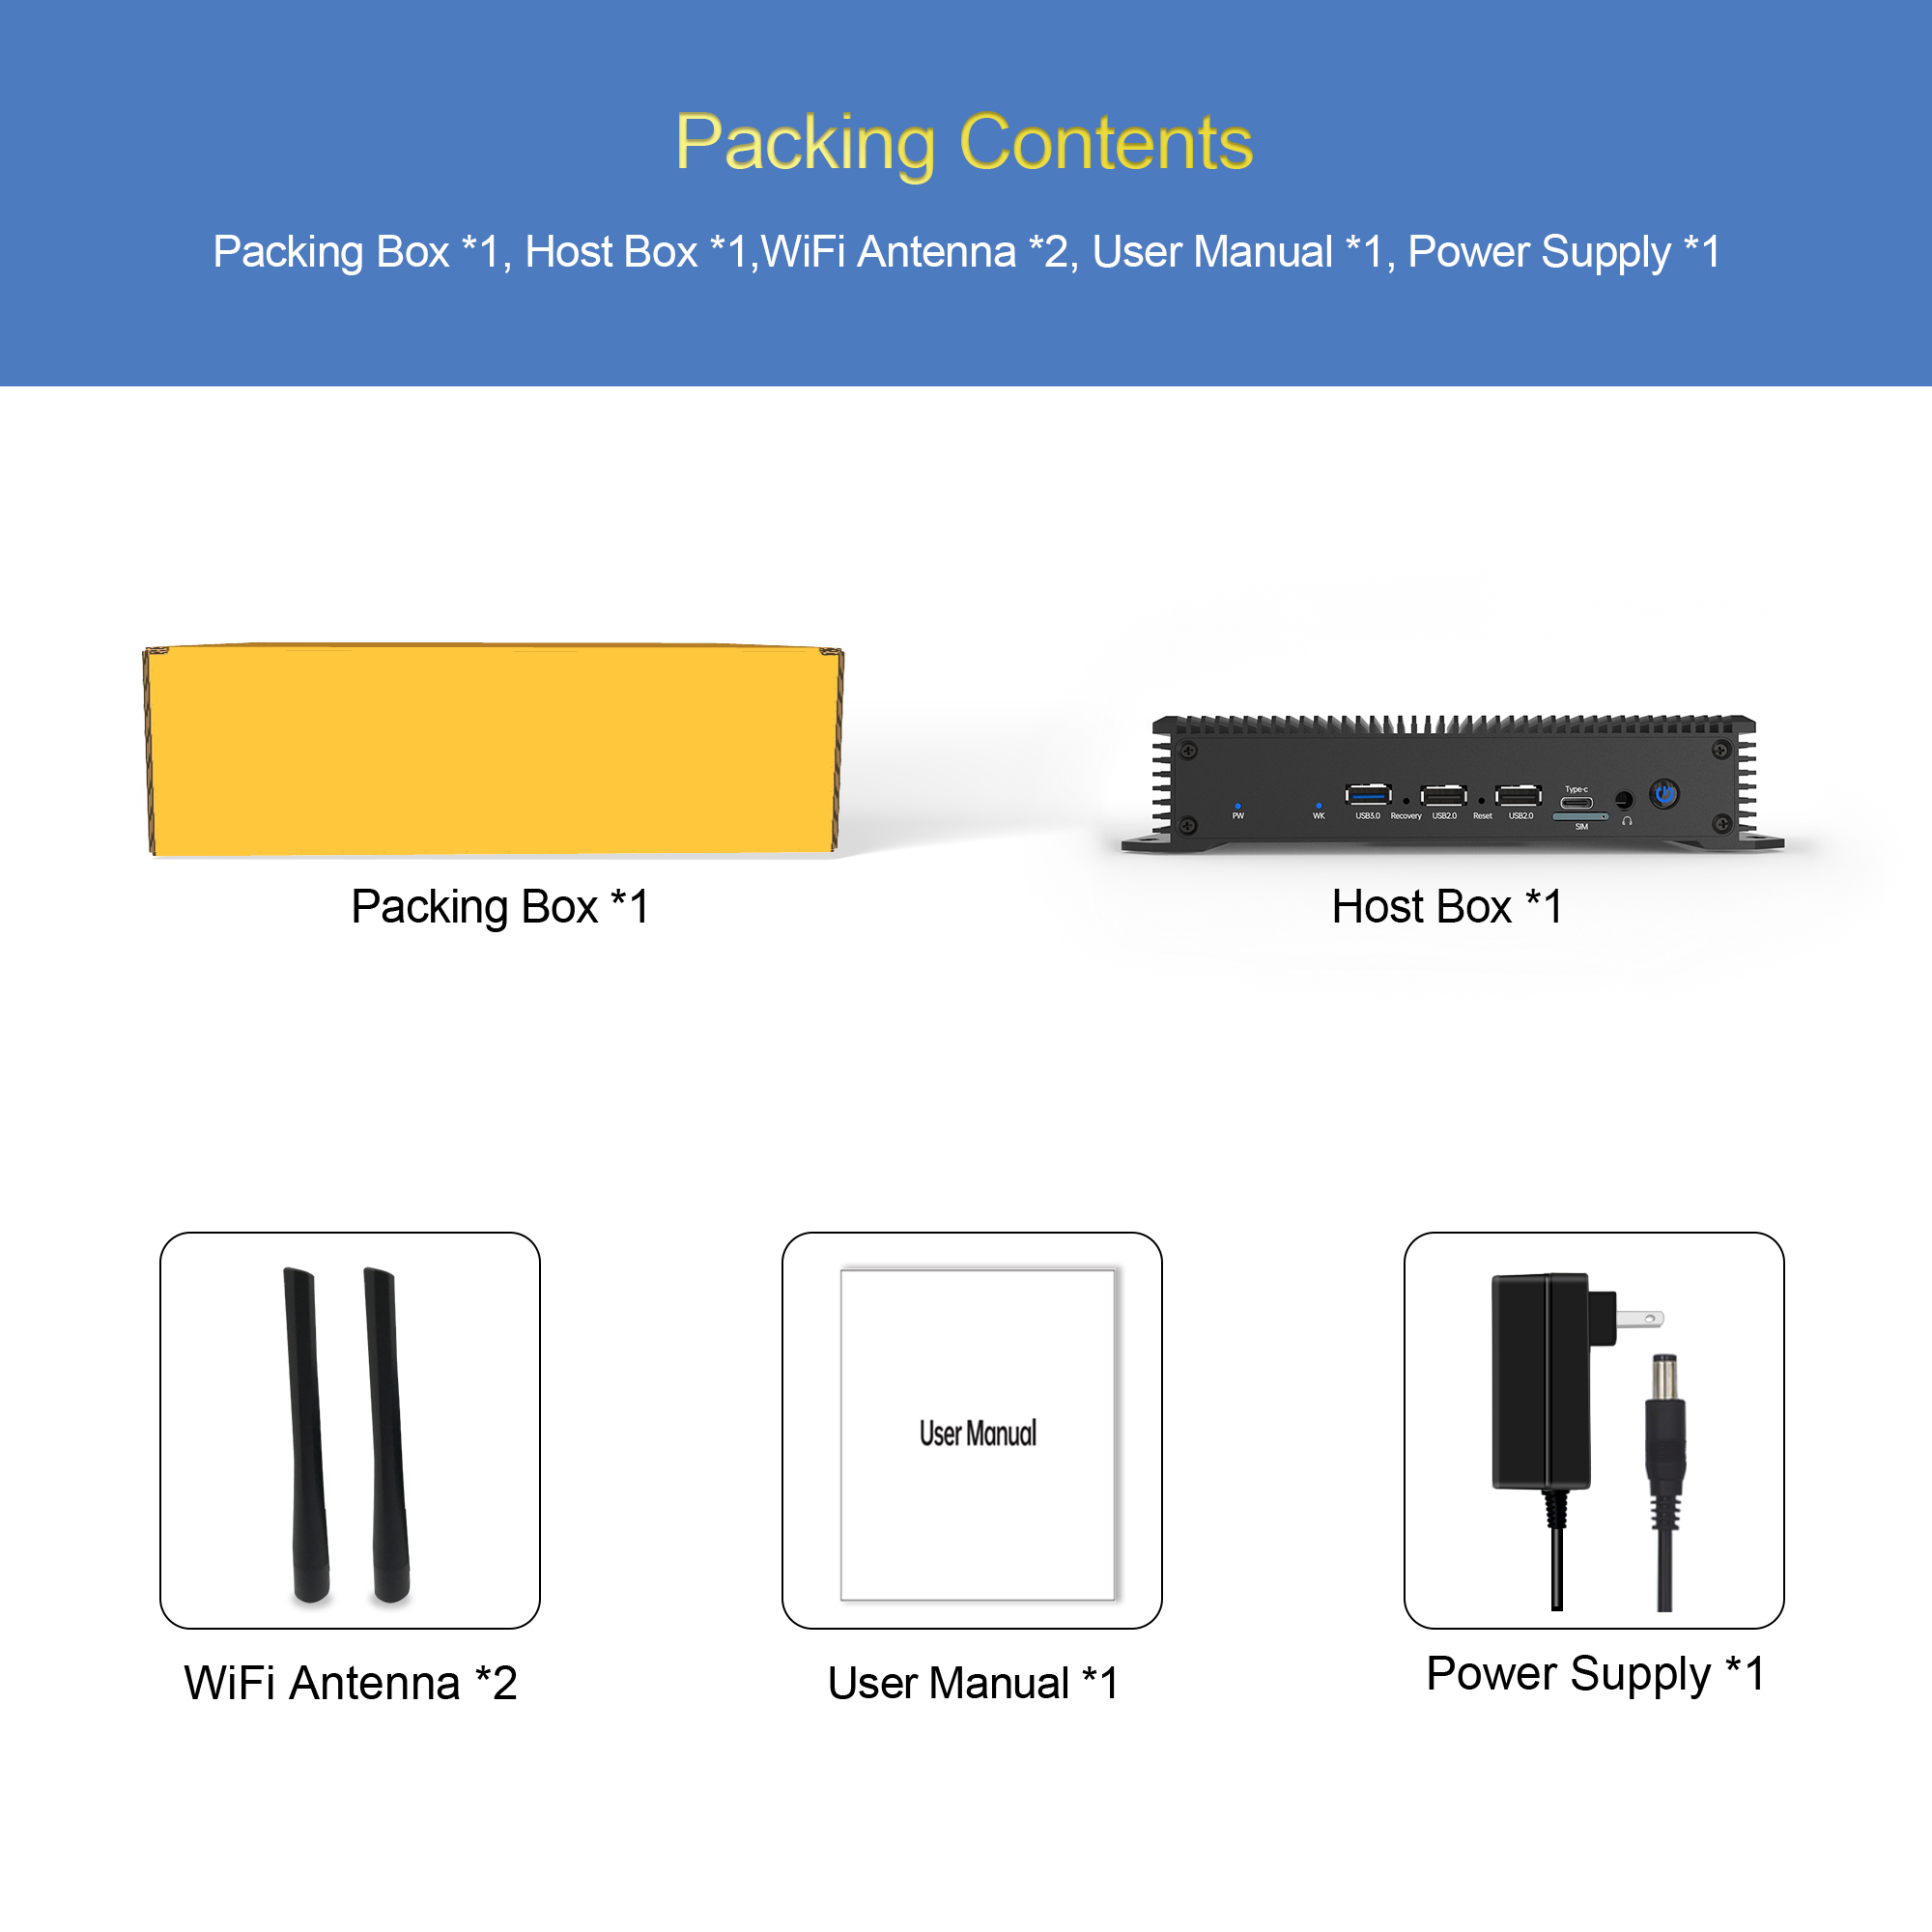 Packing Contents
Packing Box *1, Host Box *1,WiFi Antenna *2, User Manual *1, Power Supply *1
Type-c
PW WK USB3.0 Recovery USB2.0 Reset USB2.0
SIM
Packing Box *1
Host Box *1
User Manual
WiFi Antenna *2
User Manual *1
Power Supply *1